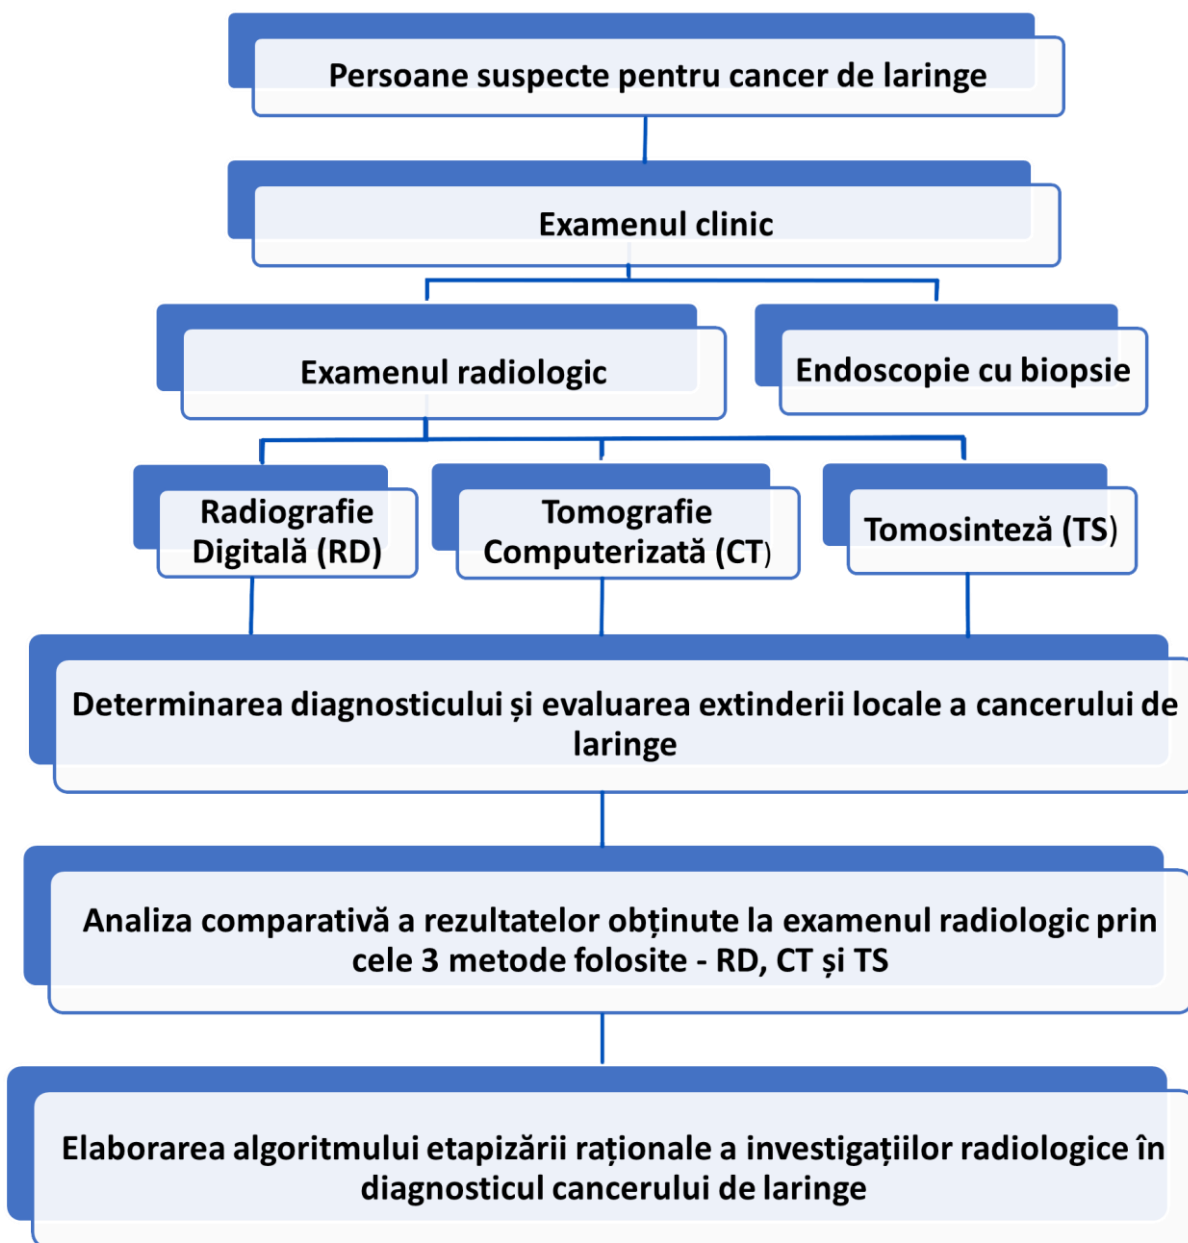 Persoane suspecte pentru cancer de laringe
Examenul clinic
Examenul radiologic
Endoscopie cu biopsie
Radiografie
Digitală (RD)
Tomografie
Computerizată (CT)
Tomosinteză (TS)
Determinarea diagnosticului și evaluarea extinderii locale a cancerului de
laringe
Analiza comparativă a rezultatelor obținute la examenul radiologic prin
cele 3 metode folosite - RD, CT și TS
Elaborarea algoritmului etapizării raționale a investigațiilor radiologice în
diagnosticul cancerului de laringe